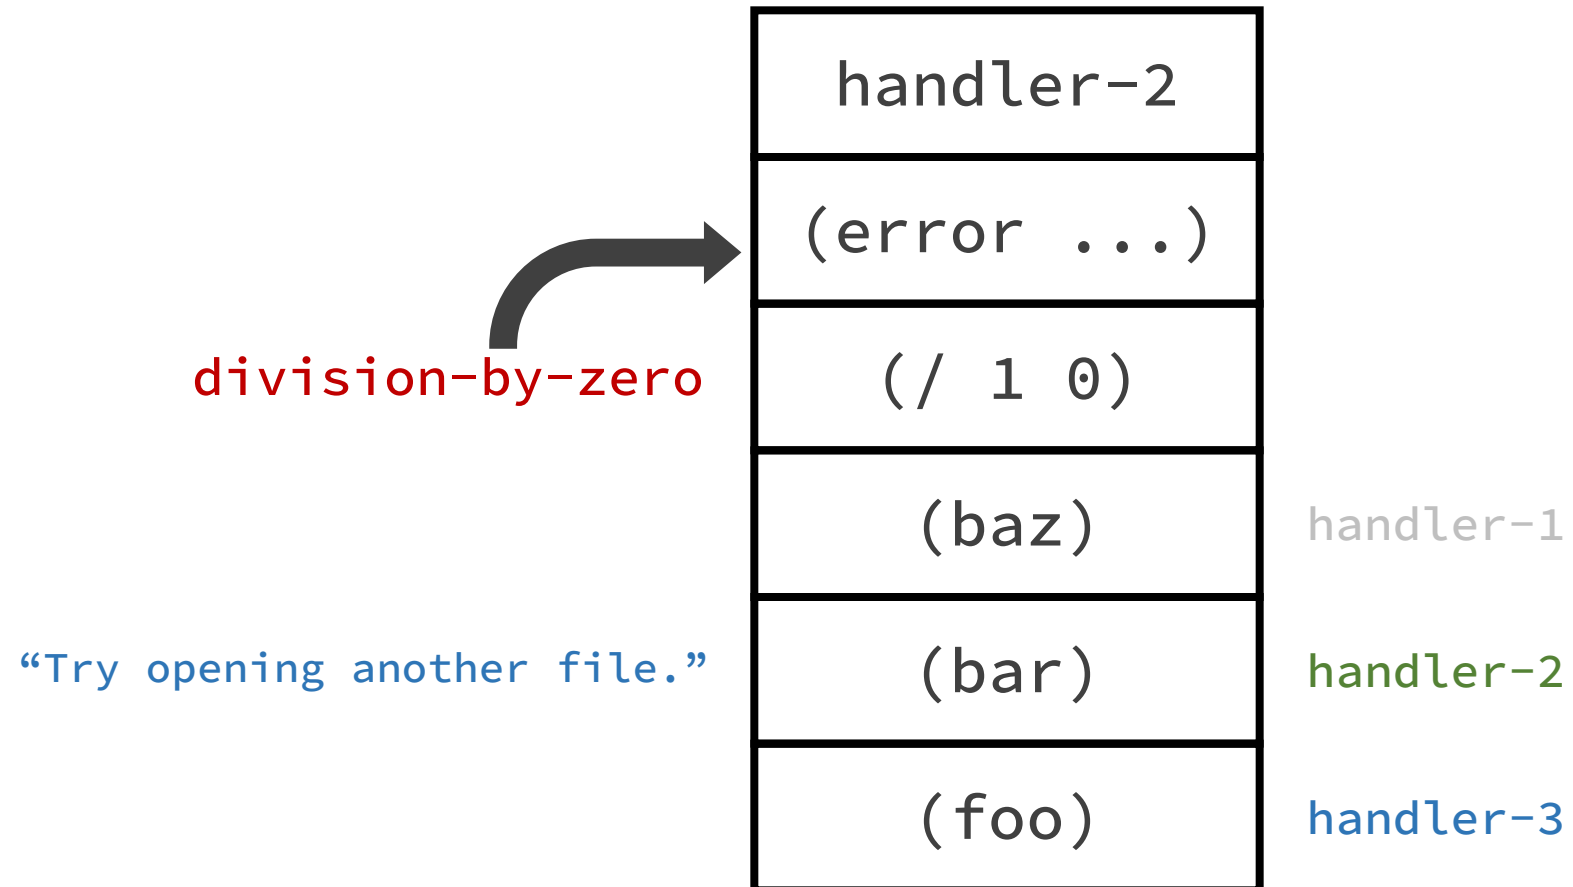 handler-2
(error ...)
division-by-zero
(/ 1 0)
(baz)
handler-1
“Try opening another file.”
(bar)
handler-2
(foo)
handler-3